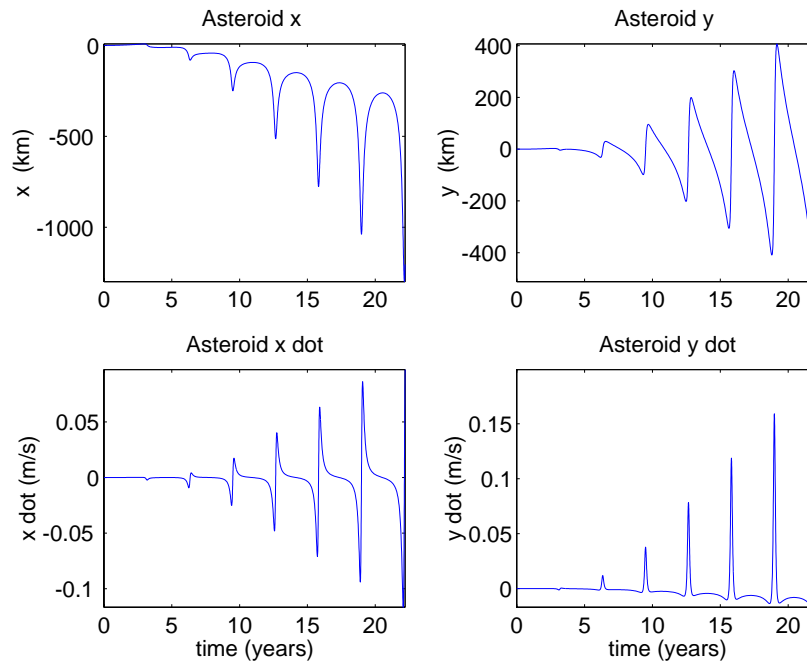 Asteroid x
x (km)
0
-500
-1000
0 5 10 15 20
Asteroid y
y (km)
400
200
0
-200
-400
0 5 10 15 20
Asteroid x dot
x dot (m/s)
0.05
0
-0.05
-0.1
0 5 10 15 20
time (years)
Asteroid y dot
y dot (m/s)
0.15
0.1
0.05
0
0 5 10 15 20
time (years)